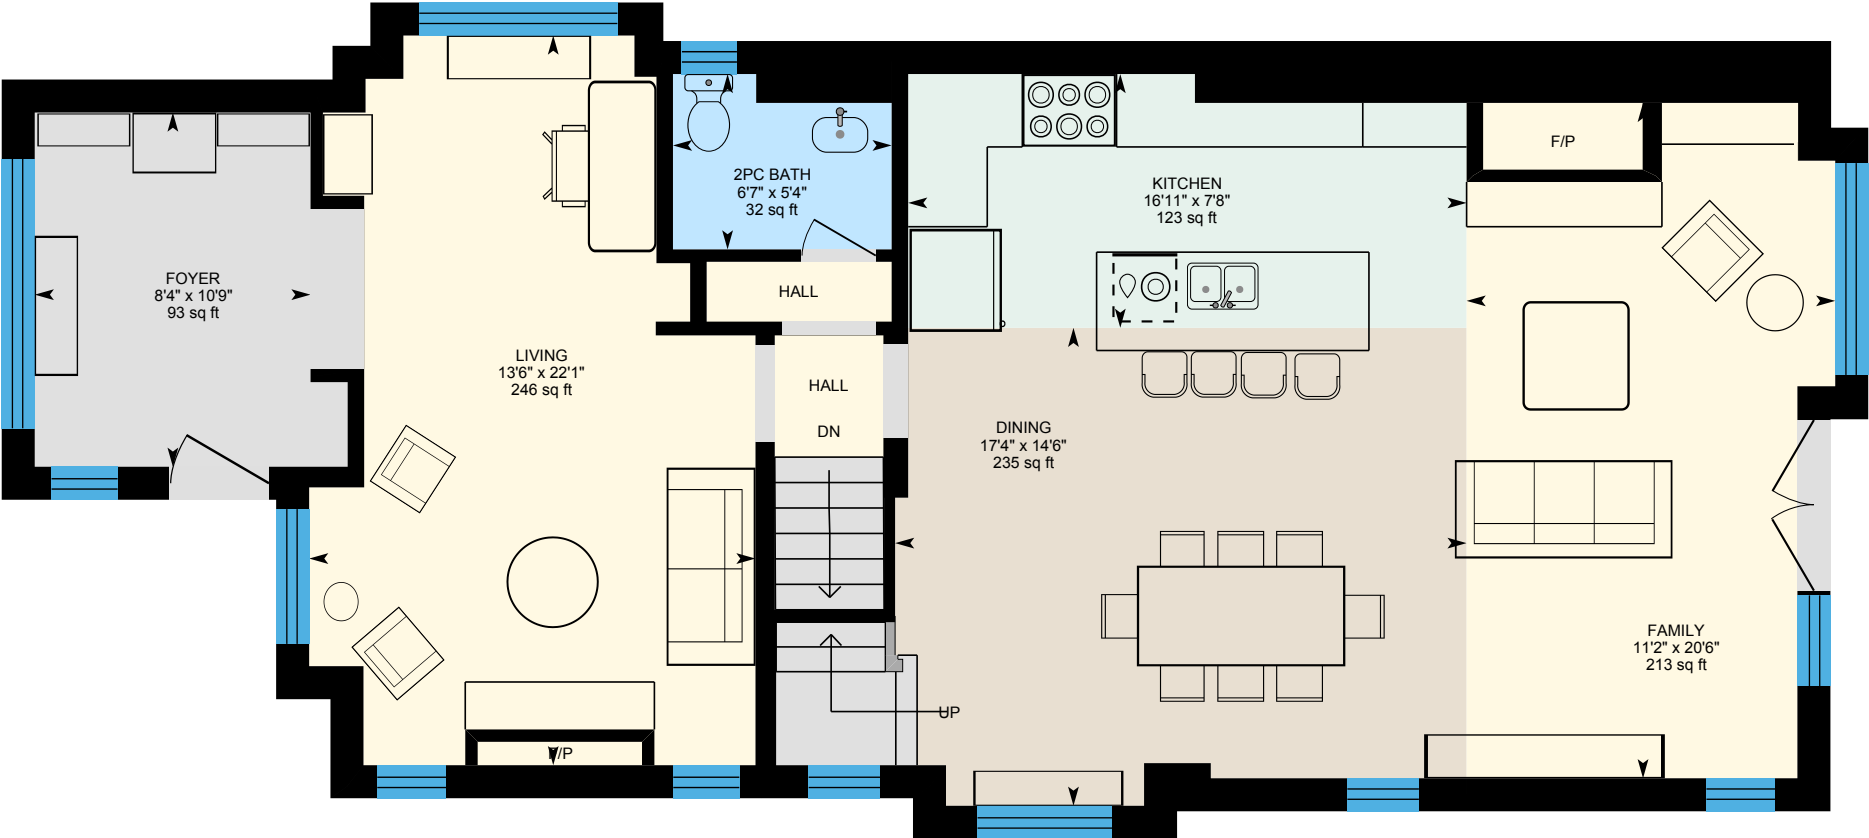 FOYER
8'4" x 10'9"
93 sq ft
LIVING
13'6" x 22'1"
246 sq ft
F/P
2PC BATH
6'7" x 5'4"
32 sq ft
HALL
HALL
DN
UP
KITCHEN
16'11" x 7'8"
123 sq ft
DINING
17'4" x 14'6"
235 sq ft
F/P
FAMILY
11'2" x 20'6"
213 sq ft